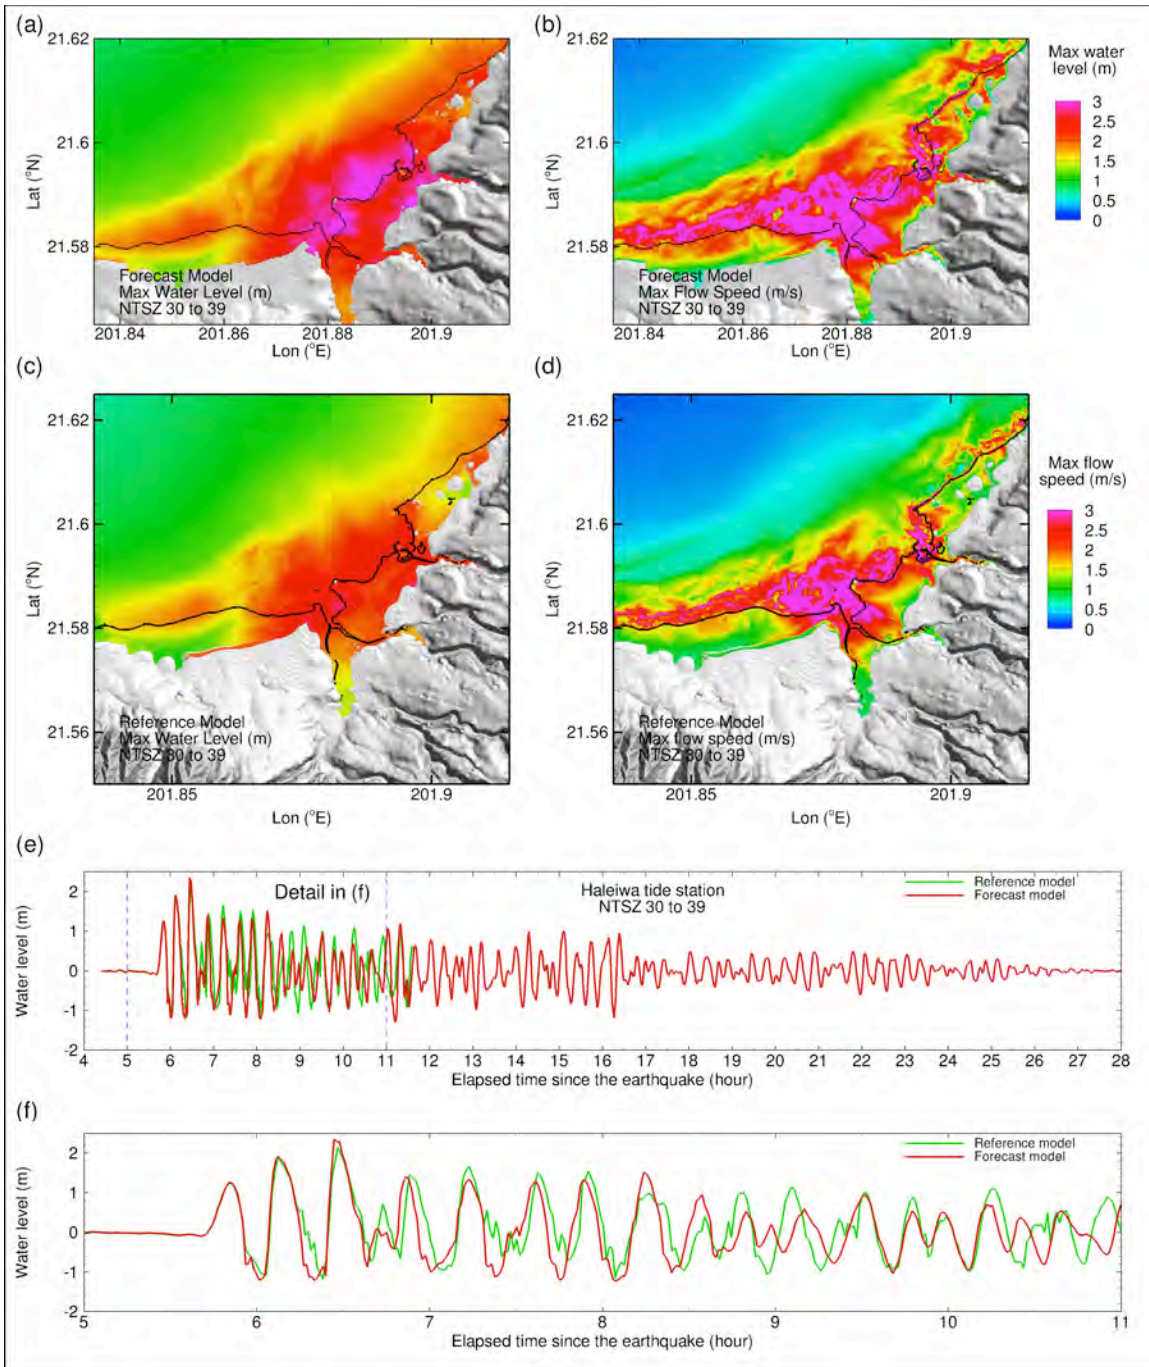 (a)
(b)
21.62
21.6
21.58
Lat (°N)
Forecast Model
Max Water Level (m)
NTSZ 30 to 39
201.84
201.86
201.88
201.9
Lon (°E)
21.62
21.6
21.58
Lat (°N)
Forecast Model
Max Flow Speed (m/s)
NTSZ 30 to 39
201.84
201.86
201.88
201.9
Lon (°E)
Max water
level (m)
3
2.5
2
1.5
1
0.5
0
(c)
(d)
21.62
21.6
21.58
21.56
Lat (°N)
Reference Model
Max Water Level (m)
NTSZ 30 to 39
201.85
201.9
Lon (°E)
21.62
21.6
21.58
21.56
Lat (°N)
Reference Model
Max flow speed (m/s)
NTSZ 30 to 39
201.85
201.9
Lon (°E)
Max flow
speed (m/s)
3
2.5
2
1.5
1
0.5
0
(e)
Water level (m)
2
1
0
-1
-2
Detail in (f)
Haleiwa tide station
NTSZ 30 to 39
Reference model
Forecast model
4 5 6 7 8 9 10 11 12 13 14 15 16 17 18 19 20 21 22 23 24 25 26 27 28
Elapsed time since the earthquake (hour)
(f)
Water level (m)
2
1
0
-1
-2
Reference model
Forecast model
5 6 7 8 9 10 11
Elapsed time since the earthquake (hour)